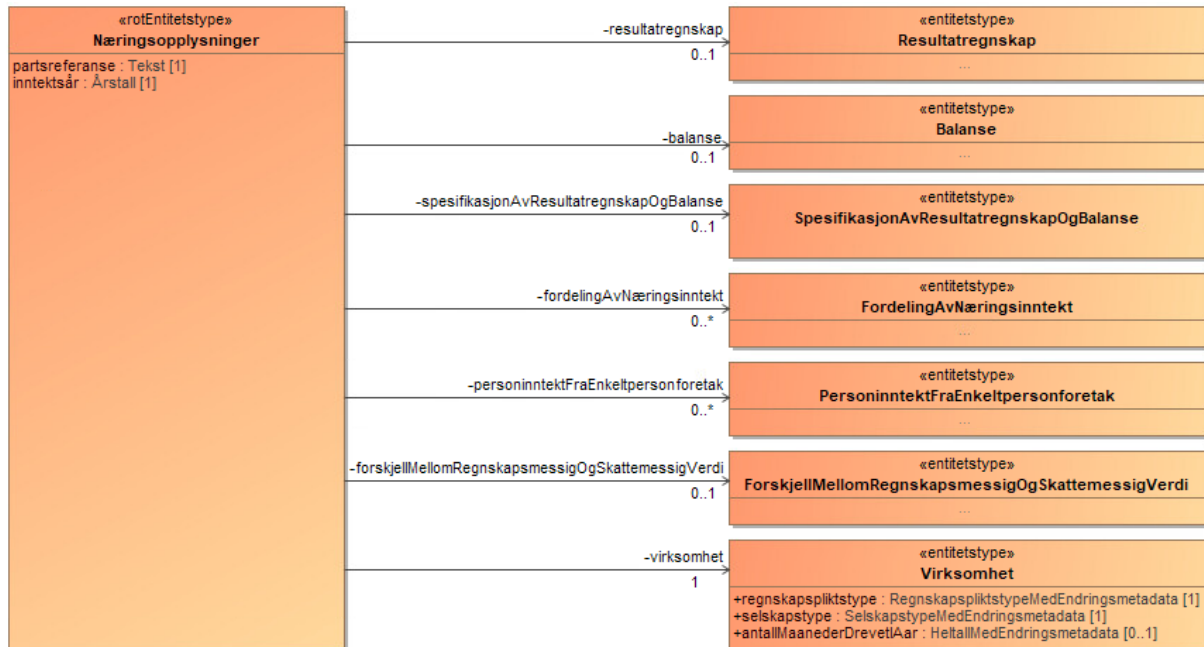 «rotEntitetstype»
Næringsopplysninger
partsreferanse : Tekst [1]
inntektsår : Årstall [1]
-resultatregnskap
0..1
«entitetstype»
Resultatregnskap
...
-balanse
0..1
«entitetstype»
Balanse
...
-spesifikasjonAvResultatregnskapOgBalanse
0..1
«entitetstype»
SpesifikasjonAvResultatregnskapOgBalanse
-fordelingAvNæringsinntekt
0..*
«entitetstype»
FordelingAvNæringsinntekt
...
-personinntektFraEnkeltpersonforetak
0..*
«entitetstype»
PersoninntektFraEnkeltpersonforetak
...
-forskjellMellomRegnskapsmessigOgSkattemessigVerdi
0..1
«entitetstype»
ForskjellMellomRegnskapsmessigOgSkattemessigVerdi
...
-virksomhet
1
«entitetstype»
Virksomhet
+regnskapspliktstype : RegnskapspliktstypeMedEndringsmetadata [1]
+selskapstype : SelskapstypeMedEndringsmetadata [1]
+antallMaanederDrevetIAar : HeltallMedEndringsmetadata [0..1]